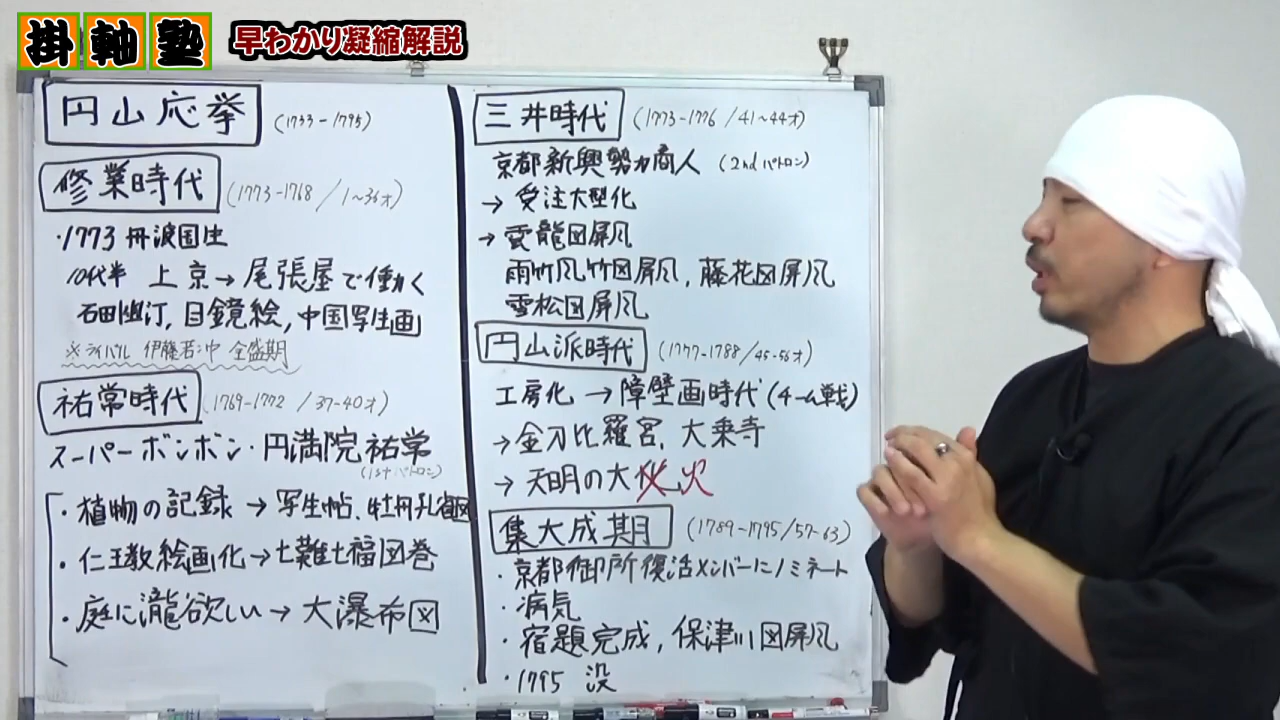 掛軸塾
早わかり凝縮解説
円山応挙 (1733-1795)
修業時代 (1773-1768/1~36才)
・1773 丹波国生
10代半 上京→尾張屋で働く
石田幽汀, 目鏡絵, 中国写生画
※ライバル 伊藤若冲 全盛期
祐常時代 (1769-1772/37-40才)
スーパーボンボン・円満院祐常
(1stパトロン)
・植物の記録→写生帖、牡丹孔雀図
・仁王教絵画化→七難七福図巻
・庭に瀧欲しい→大瀑布図
三井時代 (1773-1776/41~44才)
京都新興勢力商人 (2ndパトロン)
→受注大型化
→雲龍図屏風
雨竹風竹図屏風, 藤花図屏風
雪松図屏風
円山派時代 (1777-1788/45-56才)
工房化→障壁画時代(チーム戦)
→金刀比羅宮、大乗寺
→天明の大火
集大成期 (1789-1795/57-63)
・京都御所復活メンバーにノミネート
・病気
・宿題完成, 保津川図屏風
・1795 没